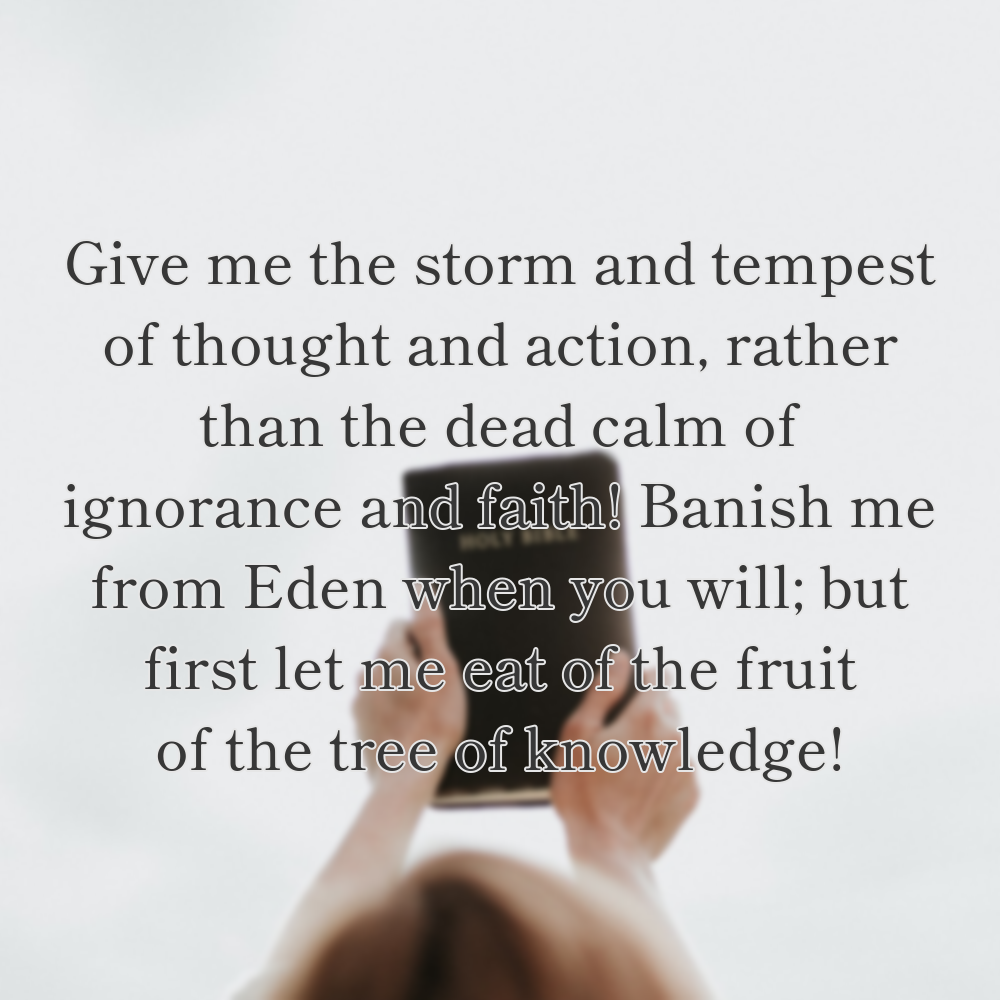 Give me the storm and tempest
of thought and action, rather
than the dead calm of
ignorance and faith! Banish me
from Eden when you will; but
first let me eat of the fruit
of the tree of knowledge!
HOLY BIBLE